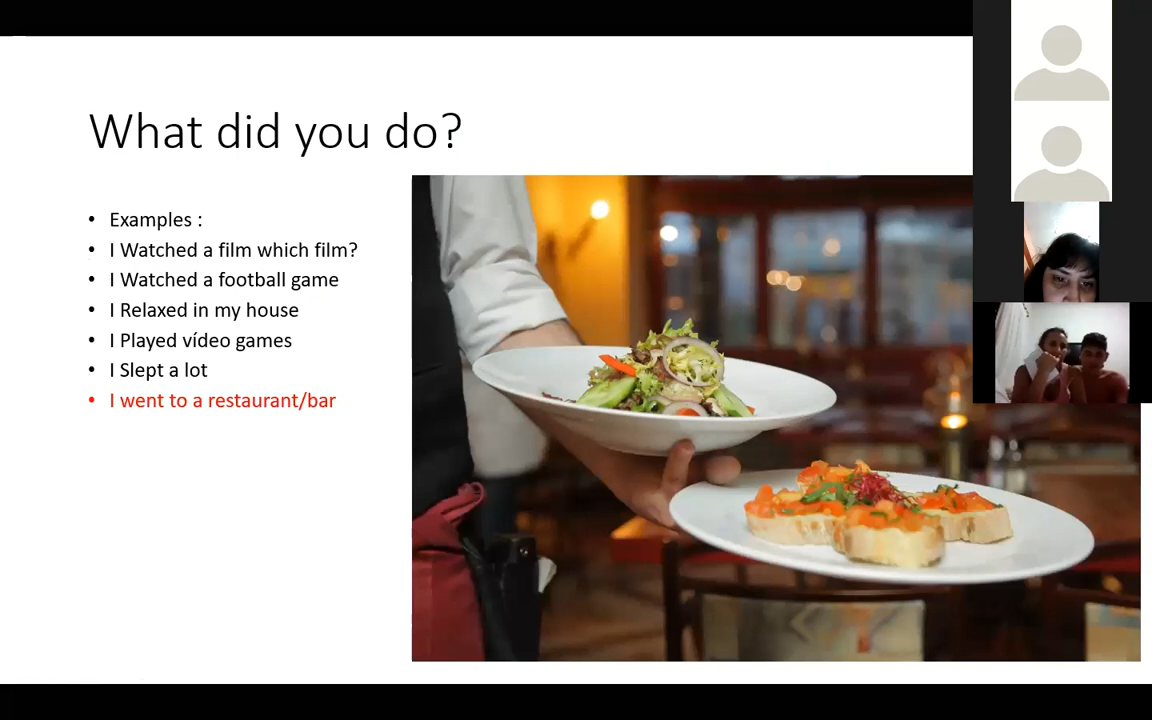 What did you do?
Examples :
I Watched a film which film?
I Watched a football game
I Relaxed in my house
I Played vídeo games
I Slept a lot
I went to a restaurant/bar